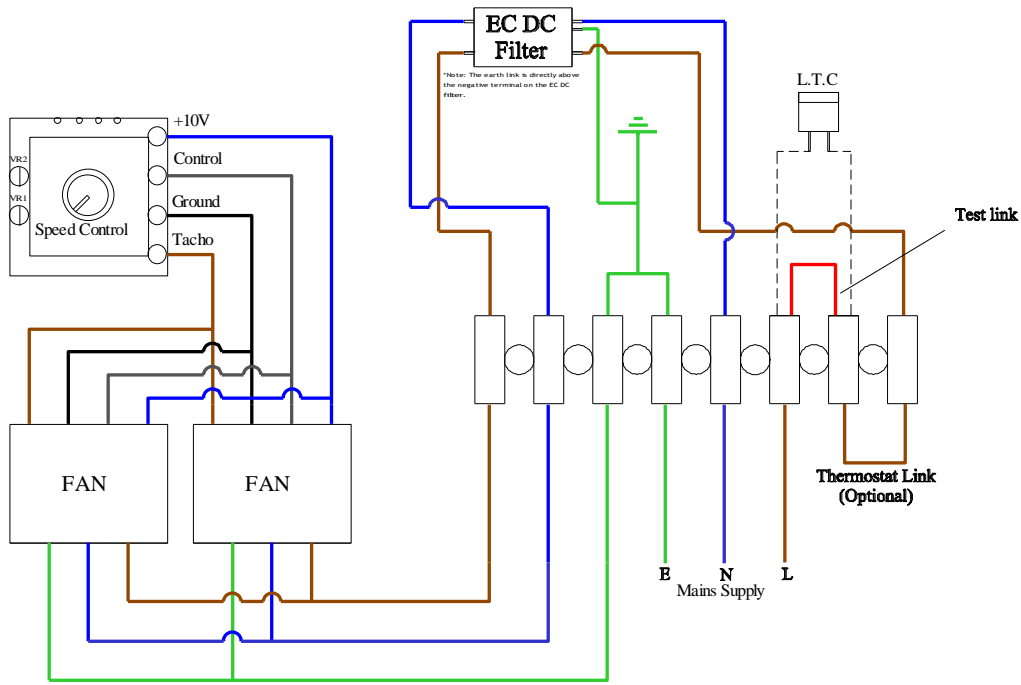 EC DC
Filter
"Note: The earth link is directly above
the negative terminal on the EC DC
filter.
L.T.C
+10V
Control
Ground
Tacho
VR2
VR1
Speed Control
Test link
FAN
FAN
Thermostat Link
(Optional)
E N L
Mains Supply